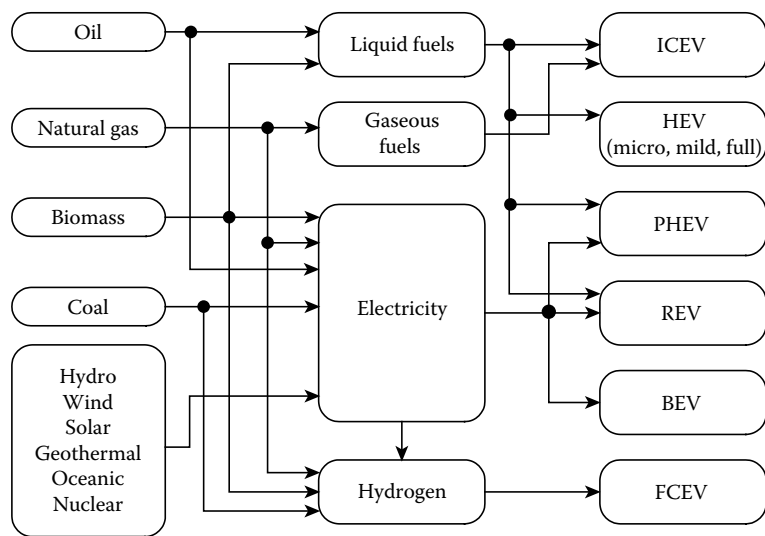 Oil
Natural gas
Biomass
Coal
Hydro
Wind
Solar
Geothermal
Oceanic
Nuclear
Liquid fuels
Gaseous
fuels
Electricity
Hydrogen
ICEV
HEV
(micro, mild, full)
PHEV
REV
BEV
FCEV